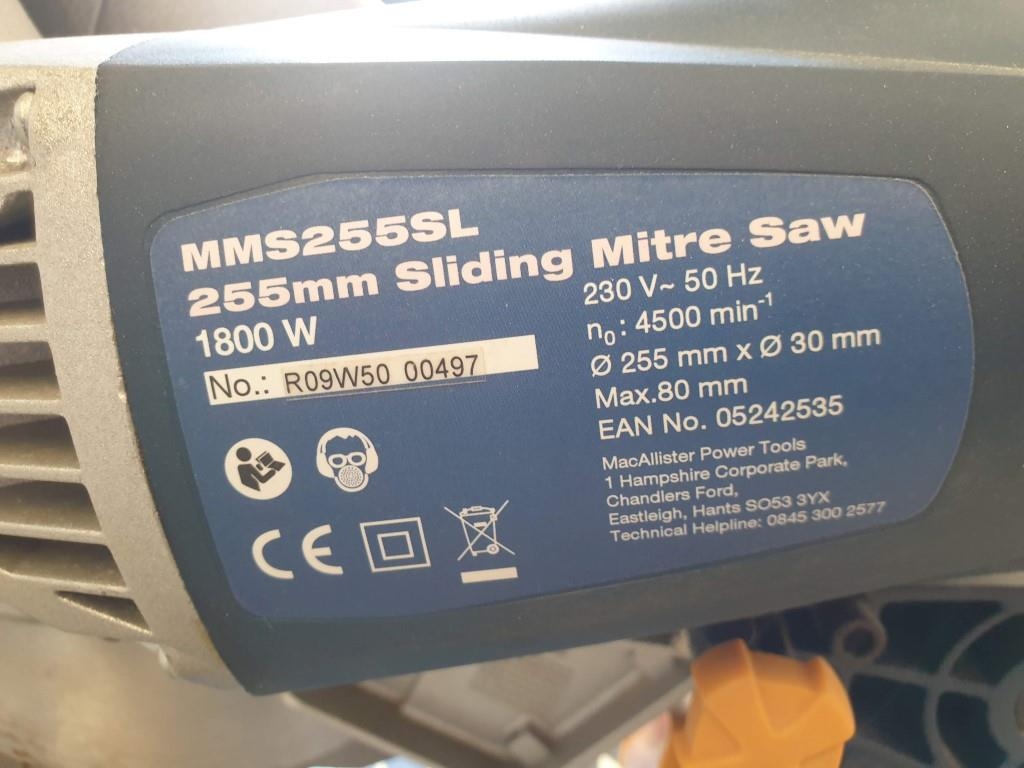 MMS255SL
255mm Sliding Mitre Saw
1800 W
No.: R09W50 00497
230 V~ 50 Hz
n₀: 4500 min⁻¹
Ø 255 mm x Ø 30 mm
Max.80 mm
EAN No. 05242535
MacAllister Power Tools
1 Hampshire Corporate Park,
Chandlers Ford,
Eastleigh, Hants SO53 3YX
Technical Helpline: 0845 300 2577
CE